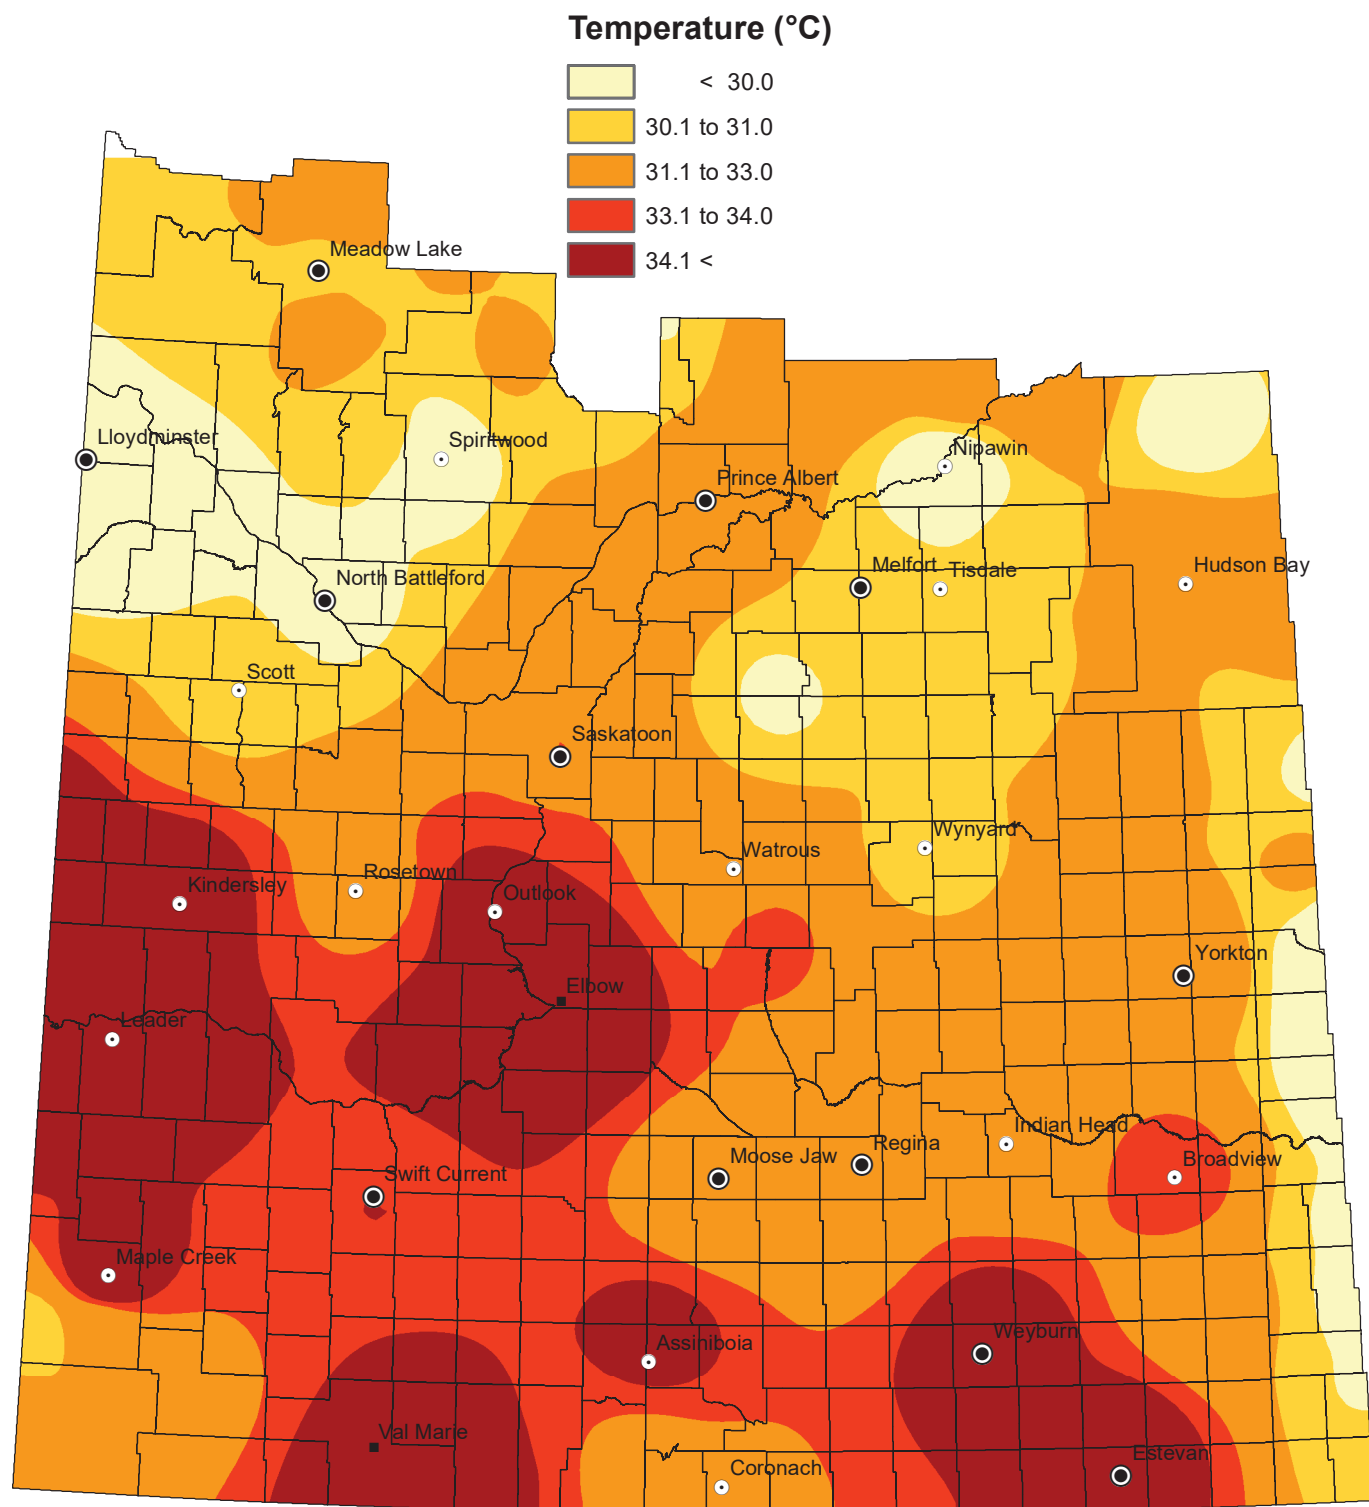 Temperature (°C)
< 30.0
30.1 to 31.0
31.1 to 33.0
33.1 to 34.0
34.1 <
Meadow Lake
Lloydminster
Spiritwood
Nipawin
Prince Albert
Melfort
Tisdale
Hudson Bay
North Battleford
Scott
Saskatoon
Wynyard
Watrous
Rosetown
Kindersley
Outlook
Yorkton
Elbow
Leader
Indian Head
Regina
Moose Jaw
Broadview
Swift Current
Maple Creek
Weyburn
Assiniboia
Val Marie
Estevan
Coronach